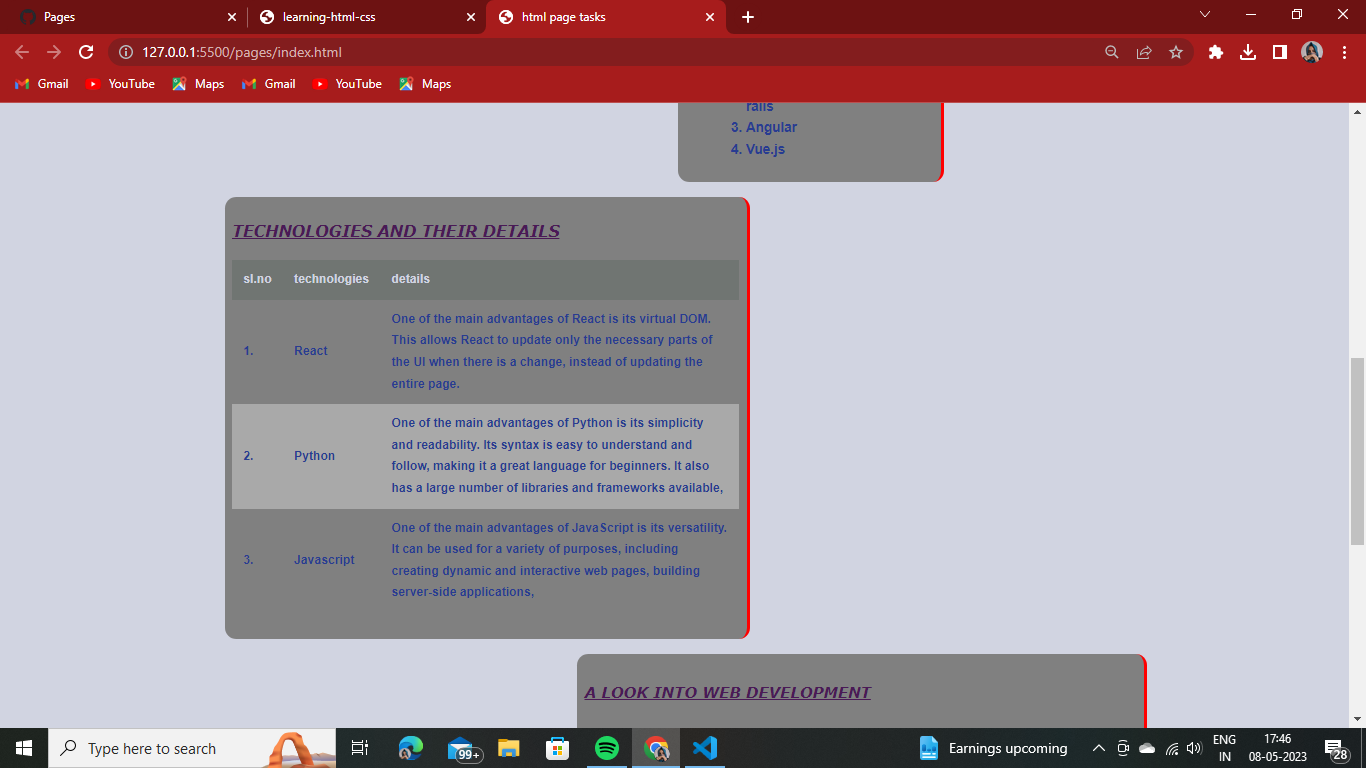 Pages
learning-html-css
html page tasks
127.0.0.1:5500/pages/index.html
Gmail YouTube Maps Gmail YouTube Maps
rails
3. Angular
4. Vue.js
TECHNOLOGIES AND THEIR DETAILS
sl.no technologies details
One of the main advantages of React is its virtual DOM.
This allows React to update only the necessary parts of
1. React
the UI when there is a change, instead of updating the
entire page.
One of the main advantages of Python is its simplicity
and readability. Its syntax is easy to understand and
2. Python
follow, making it a great language for beginners. It also
has a large number of libraries and frameworks available,
One of the main advantages of JavaScript is its versatility.
It can be used for a variety of purposes, including
3. Javascript
creating dynamic and interactive web pages, building
server-side applications,
A LOOK INTO WEB DEVELOPMENT
Type here to search
99+
Earnings upcoming
ENG
IN
17:46
08-05-2023
28